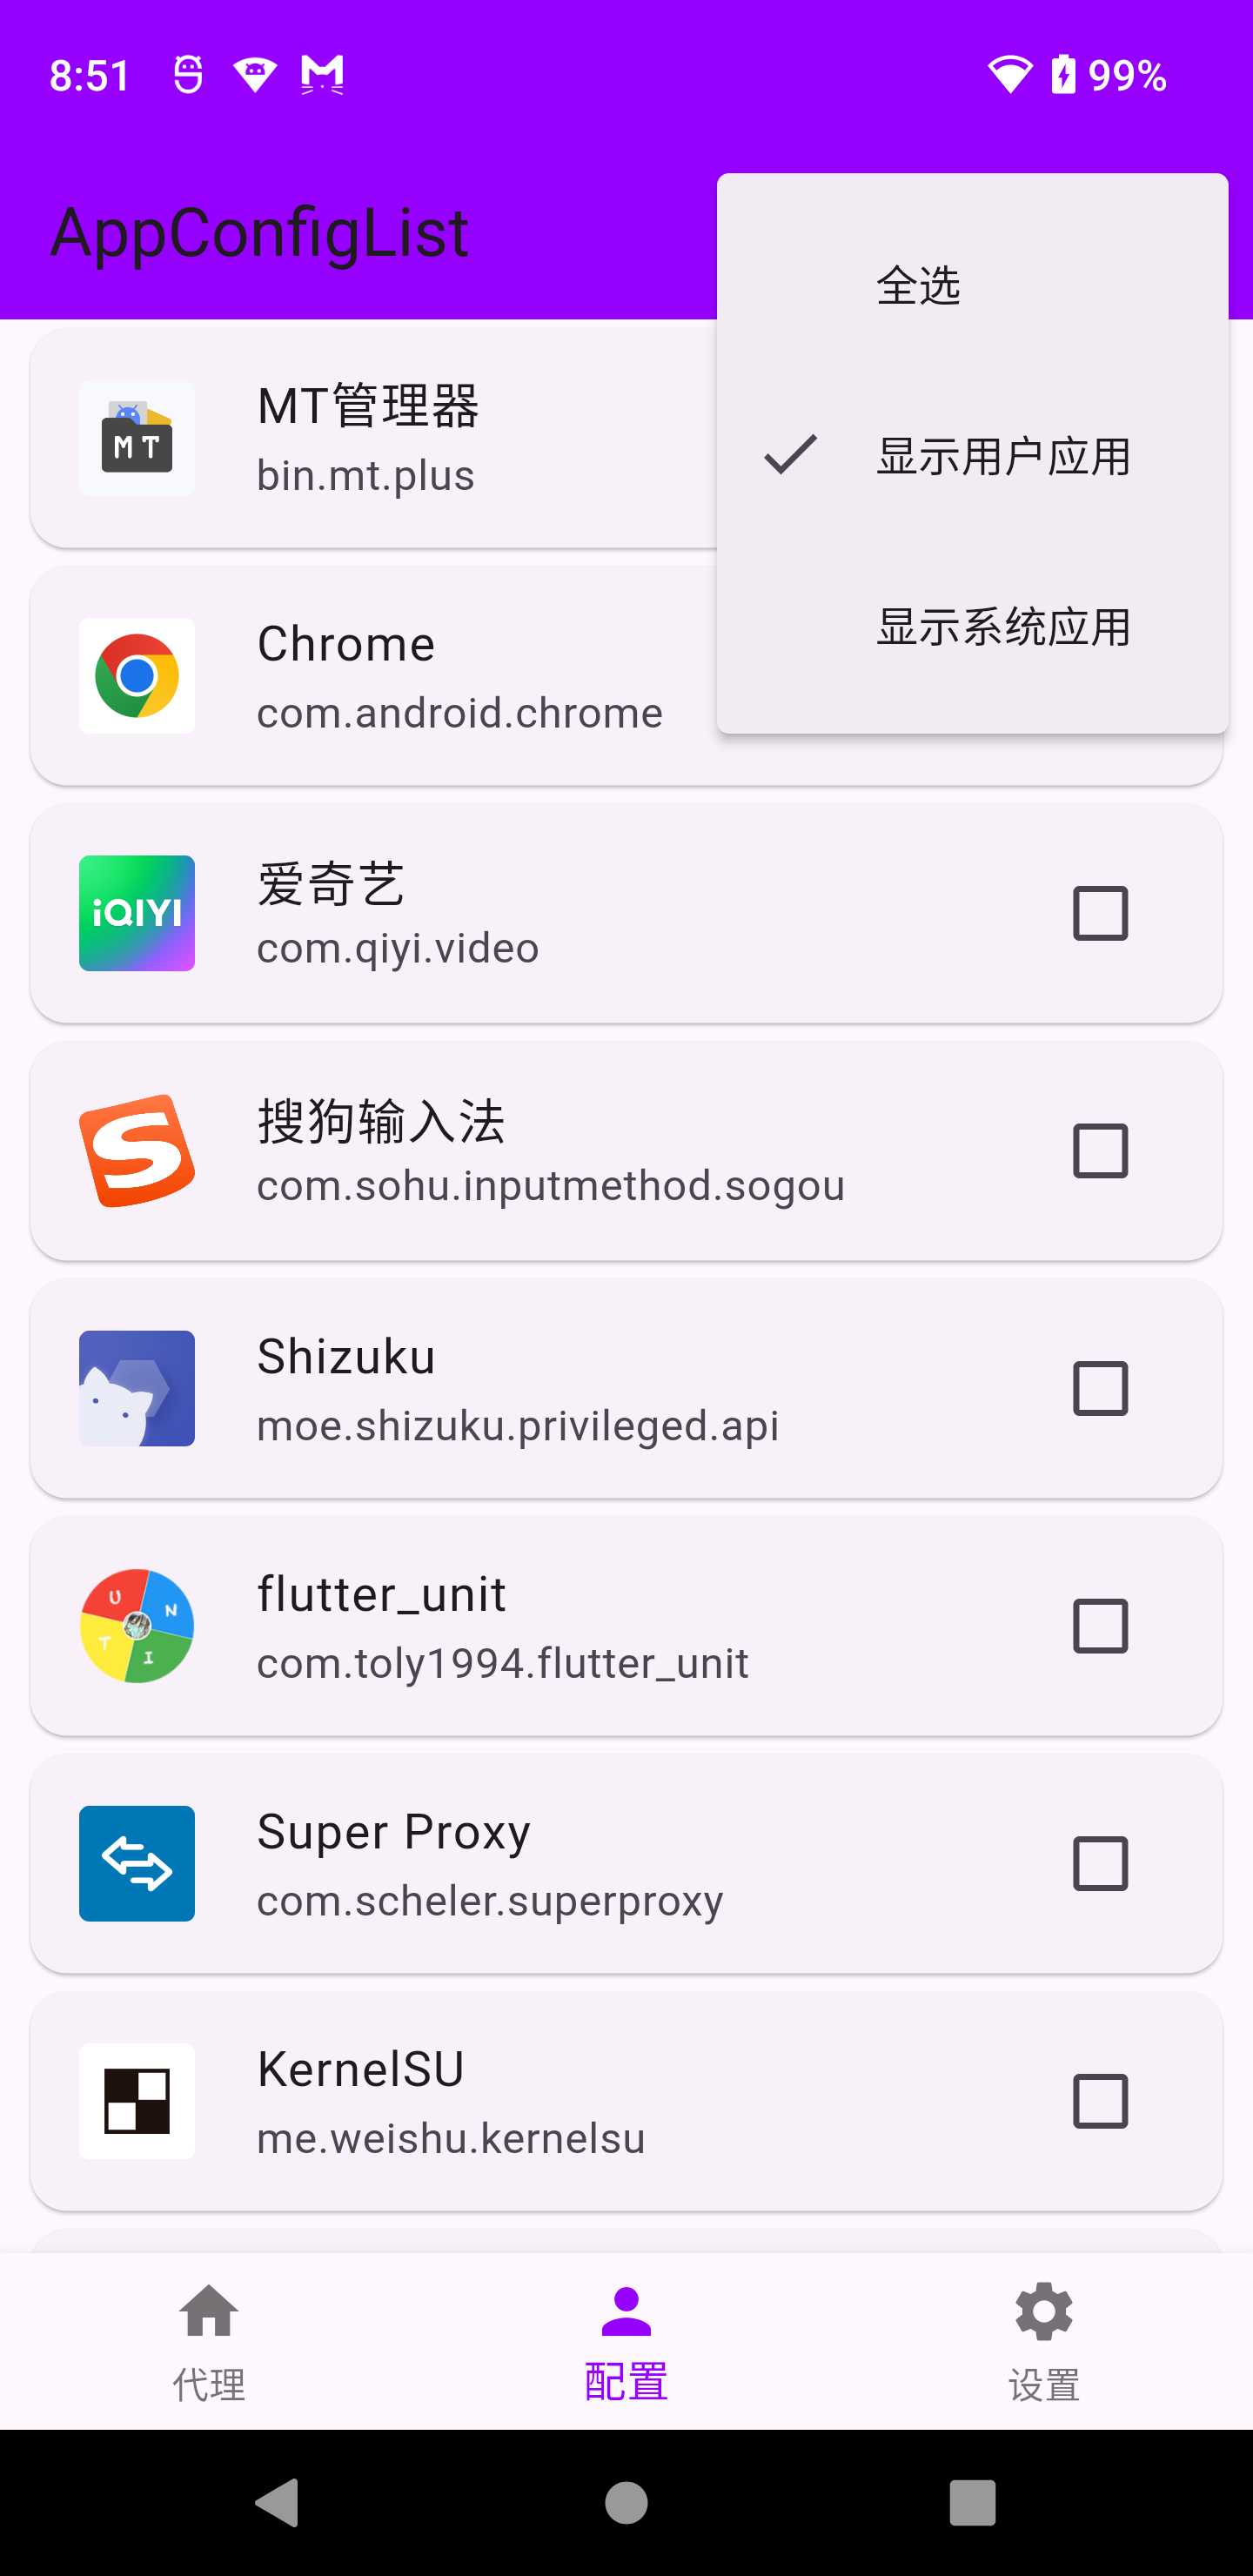 8:51
99%
AppConfigList
全选
显示用户应用
显示系统应用
MT
MT管理器
bin.mt.plus
Chrome
com.android.chrome
iQIYI
爱奇艺
com.qiyi.video
搜狗输入法
com.sohu.inputmethod.sogou
Shizuku
moe.shizuku.privileged.api
U N I T
flutter_unit
com.toly1994.flutter_unit
Super Proxy
com.scheler.superproxy
KernelSU
me.weishu.kernelsu
代理
配置
设置